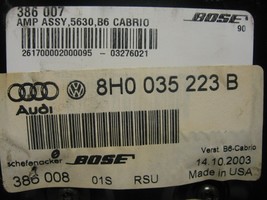 386 007
AMP ASSY,5630,B6 CABRIO
BOSE
90
261700002000095 - 03276021
8H0 035 223 B
Audi
schefenacker
BOSE
Verst. B6-Cabrio
14.10.2003
Made in USA
386 008
01S
RSU